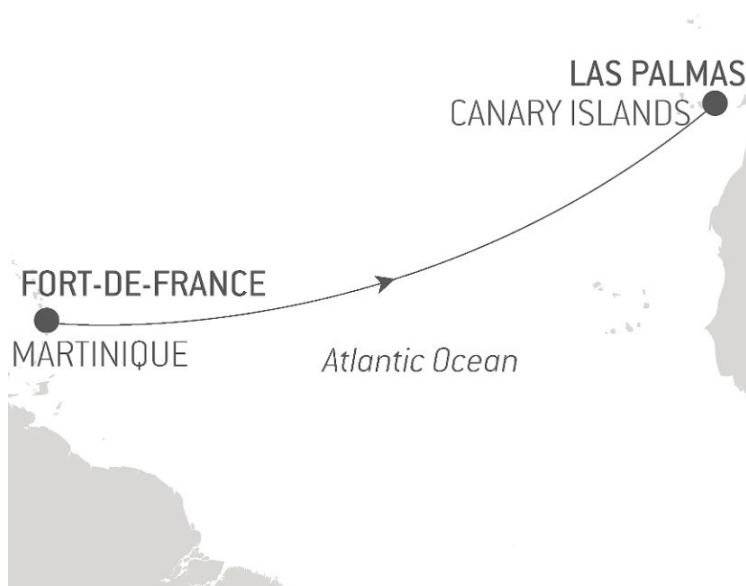 LAS PALMAS
CANARY ISLANDS
FORT-DE-FRANCE
MARTINIQUE
Atlantic Ocean